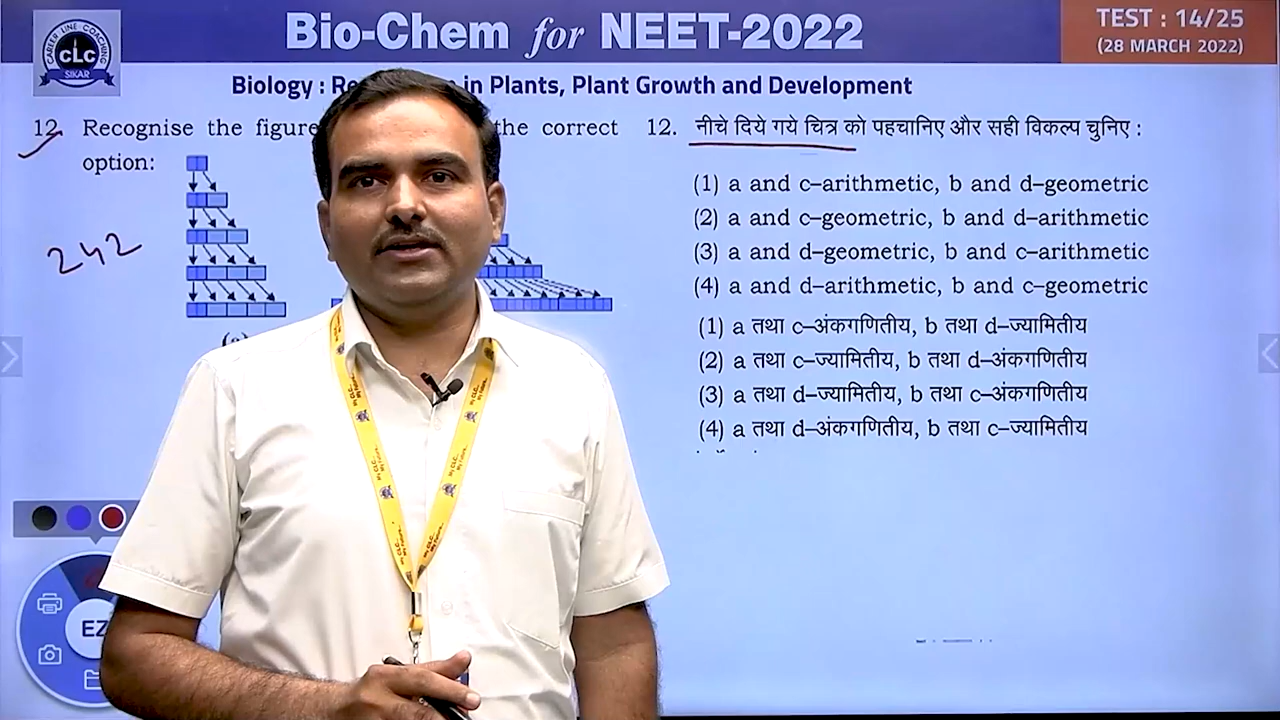 Bio-Chem for NEET-2022
TEST : 14/25
(28 MARCH 2022)
CAREER LINE COACHING
CLC
SIKAR
Biology : in Plants, Plant Growth and Development
12. Recognise the figure the correct
option:
242
12. नीचे दिये गये चित्र को पहचानिए और सही विकल्प चुनिए :
(1) a and c–arithmetic, b and d–geometric
(2) a and c–geometric, b and d–arithmetic
(3) a and d–geometric, b and c–arithmetic
(4) a and d–arithmetic, b and c–geometric
(1) a तथा c–अंकगणितीय, b तथा d–ज्यामितीय
(2) a तथा c–ज्यामितीय, b तथा d–अंकगणितीय
(3) a तथा d–ज्यामितीय, b तथा c–अंकगणितीय
(4) a तथा d–अंकगणितीय, b तथा c–ज्यामितीय
EZ